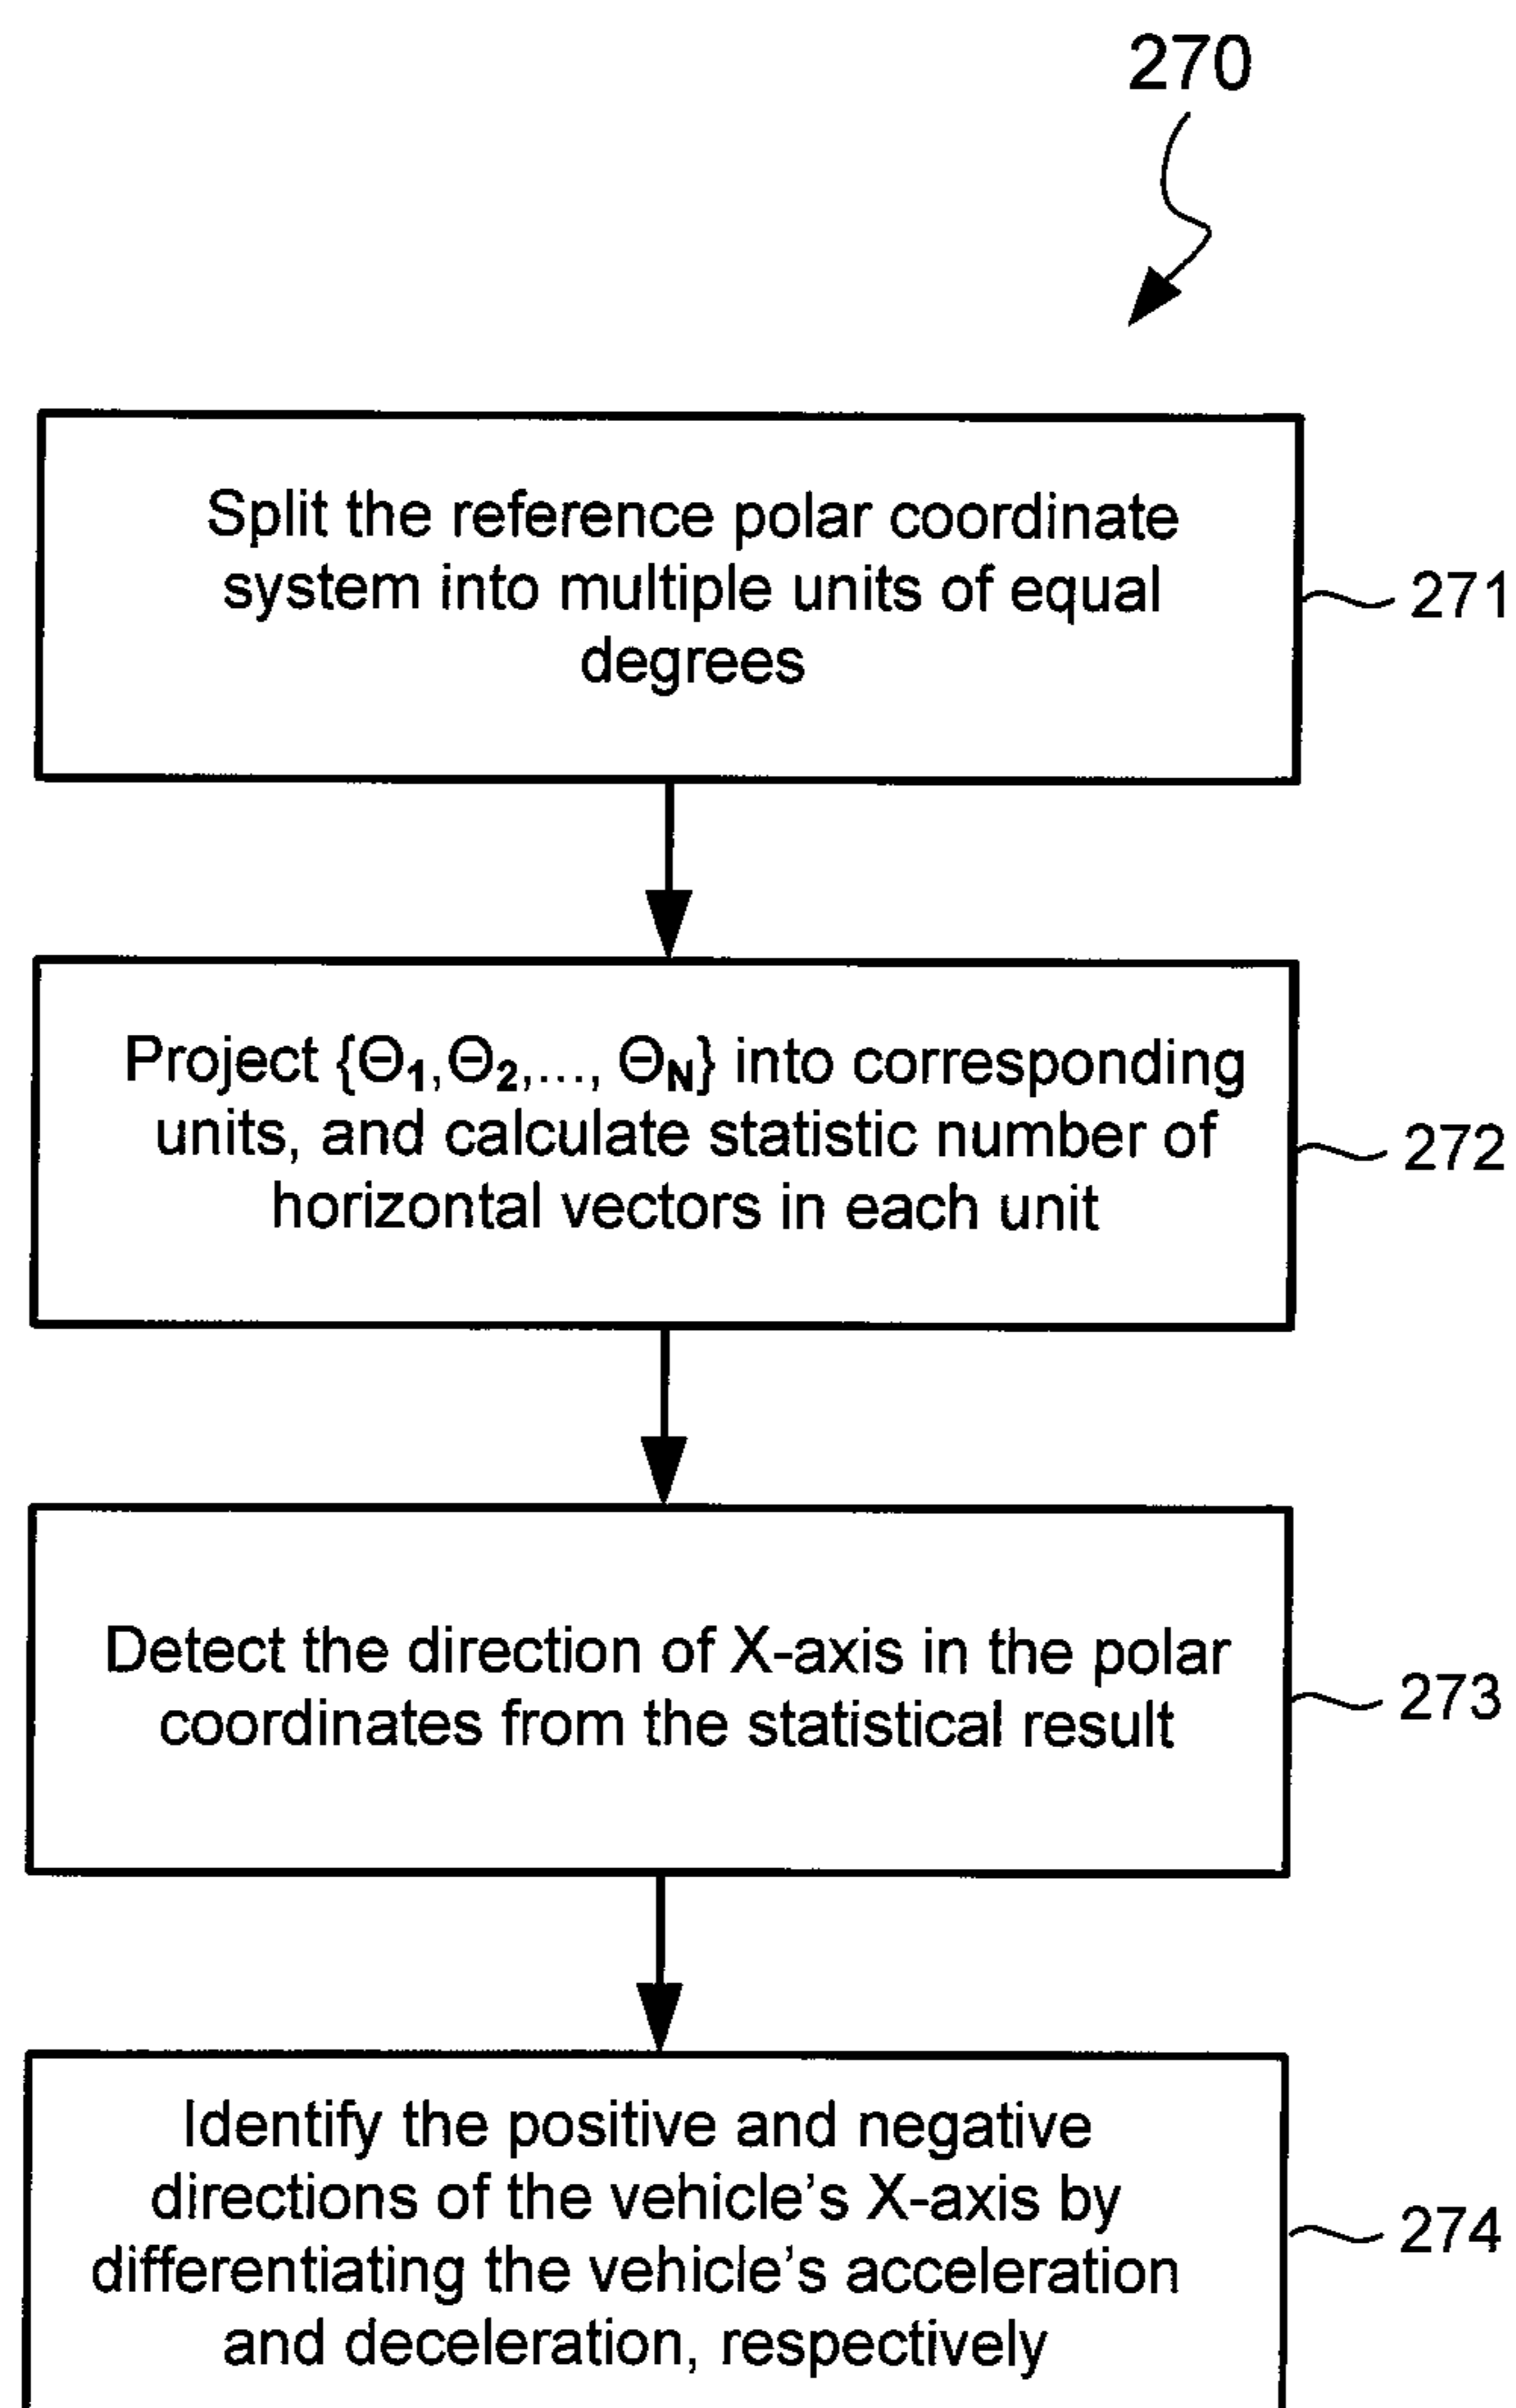 270
Split the reference polar coordinate
system into multiple units of equal
degrees
271
Project {Θ1,Θ2,..., ΘN} into corresponding
units, and calculate statistic number of
horizontal vectors in each unit
272
Detect the direction of X-axis in the polar
coordinates from the statistical result
273
Identify the positive and negative
directions of the vehicle's X-axis by
differentiating the vehicle's acceleration
and deceleration, respectively
274